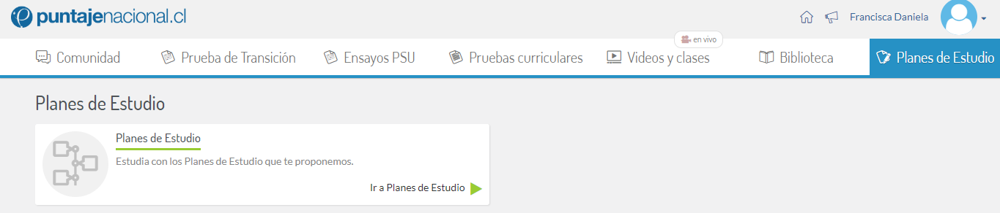 puntajenacional.cl
Francisca Daniela
en vivo
Comunidad
Prueba de Transición
Ensayos PSU
Pruebas curriculares
Videos y clases
Biblioteca
Planes de Estudio
Planes de Estudio
Planes de Estudio
Estudia con los Planes de Estudio que te proponemos.
Ir a Planes de Estudio